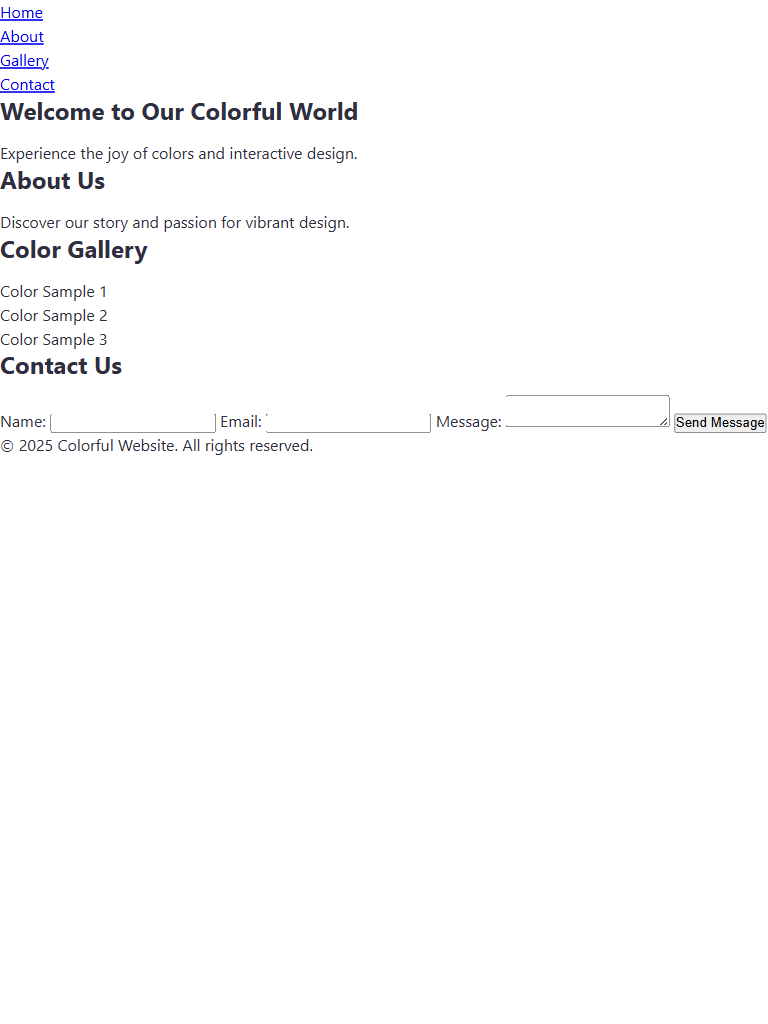 Home
About
Gallery
Contact
Welcome to Our Colorful World
Experience the joy of colors and interactive design.
About Us
Discover our story and passion for vibrant design.
Color Gallery
Color Sample 1
Color Sample 2
Color Sample 3
Contact Us
Name: Email: Message: Send Message
© 2025 Colorful Website. All rights reserved.